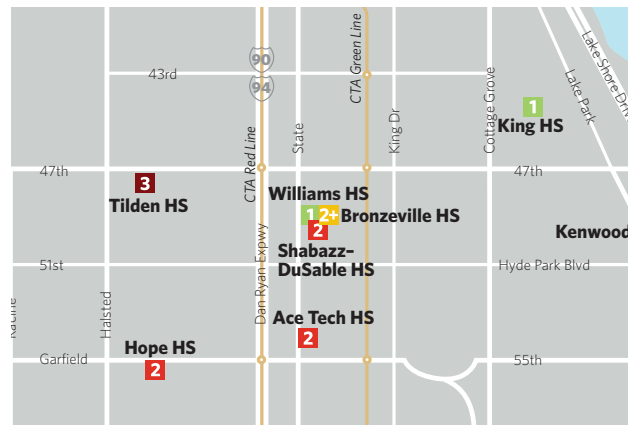 90
94
43rd
CTA Green Line
Lake Shore Driv
Lake Park
1
King HS
CTA Red Line
State
King Dr
Cottage Grove
47th
47th
3
Tilden HS
Williams HS
1 2+ Bronzeville HS
2
Shabazz–
DuSable HS
Kenwood
51st
Hyde Park Blvd
Racine
Halsted
Dan Ryan Expwy
Ace Tech HS
2
Hope HS
2
Garfield
55th